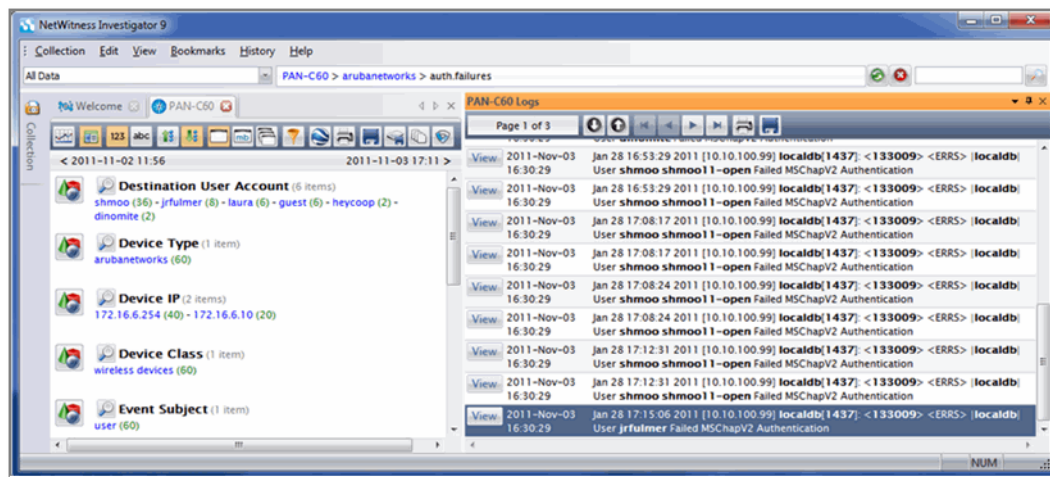 NetWitness Investigator 9
Collection Edit View Bookmarks History Help
All Data
PAN-C60 > arubanetworks > auth.failures
Collection
Welcome
PAN-C60
123
abc
mb
< 2011-11-02 11:56
2011-11-03 17:11 >
Destination User Account (6 items)
shmoo (36) - jrfulmer (8) - laura (6) - guest (6) - heycoop (2) -
dinomite (2)
Device Type (1 item)
arubanetworks (60)
Device IP (2 items)
172.16.6.254 (40) - 172.16.6.10 (20)
Device Class (1 item)
wireless devices (60)
Event Subject (1 item)
user (60)
PAN-C60 Logs
Page 1 of 3
View 2011-Nov-03 Jan 28 16:53:29 2011 [10.10.100.99] localdb[1437]: <133009> <ERRS> |localdb|
16:30:29 User shmoo shmoo11-open Failed MSChapV2 Authentication
View 2011-Nov-03 Jan 28 16:53:29 2011 [10.10.100.99] localdb[1437]: <133009> <ERRS> |localdb|
16:30:29 User shmoo shmoo11-open Failed MSChapV2 Authentication
View 2011-Nov-03 Jan 28 17:08:17 2011 [10.10.100.99] localdb[1437]: <133009> <ERRS> |localdb|
16:30:29 User shmoo shmoo11-open Failed MSChapV2 Authentication
View 2011-Nov-03 Jan 28 17:08:17 2011 [10.10.100.99] localdb[1437]: <133009> <ERRS> |localdb|
16:30:29 User shmoo shmoo11-open Failed MSChapV2 Authentication
View 2011-Nov-03 Jan 28 17:08:24 2011 [10.10.100.99] localdb[1437]: <133009> <ERRS> |localdb|
16:30:29 User shmoo shmoo11-open Failed MSChapV2 Authentication
View 2011-Nov-03 Jan 28 17:08:24 2011 [10.10.100.99] localdb[1437]: <133009> <ERRS> |localdb|
16:30:29 User shmoo shmoo11-open Failed MSChapV2 Authentication
View 2011-Nov-03 Jan 28 17:12:31 2011 [10.10.100.99] localdb[1437]: <133009> <ERRS> |localdb|
16:30:29 User shmoo shmoo11-open Failed MSChapV2 Authentication
View 2011-Nov-03 Jan 28 17:12:31 2011 [10.10.100.99] localdb[1437]: <133009> <ERRS> |localdb|
16:30:29 User shmoo shmoo11-open Failed MSChapV2 Authentication
View 2011-Nov-03 Jan 28 17:15:06 2011 [10.10.100.99] localdb[1437]: <133009> <ERRS> |localdb|
16:30:29 User jrfulmer Failed MSChapV2 Authentication
NUM